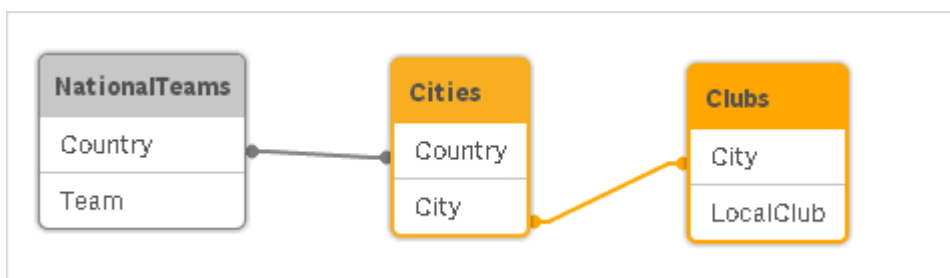 NationalTeams
Country
Team
Cities
Country
City
Clubs
City
LocalClub